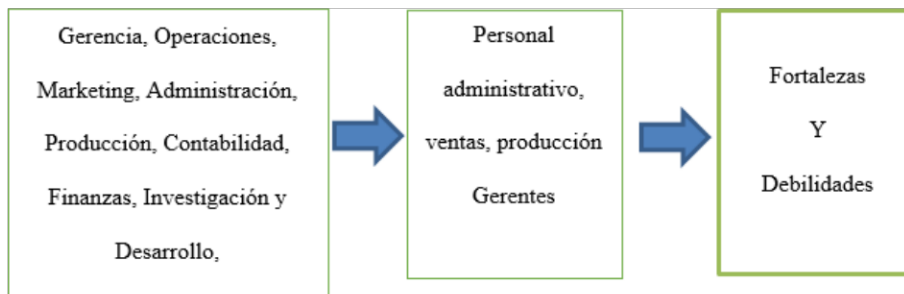 Gerencia, Operaciones,
Marketing, Administración,
Producción, Contabilidad,
Finanzas, Investigación y
Desarrollo,
Personal
administrativo,
ventas, producción
Gerentes
Fortalezas
Y
Debilidades